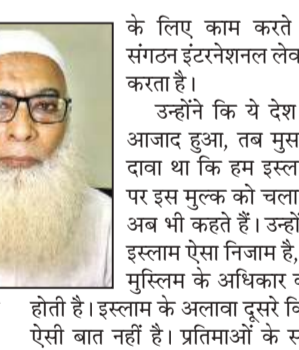 के लिए काम करते
संगठन इंटरनेशनल लेव
करता है।
उन्होंने कि ये देश
आजाद हुआ, तब मुस
दावा था कि हम इस्ल
पर इस मुल्क को चला
अब भी कहते हैं। उन्हो
इस्लाम ऐसा निजाम है,
मुस्लिम के अधिकार व
होती है। इस्लाम के अलावा दूसरे वि
ऐसी बात नहीं है। प्रतिमाओं के स